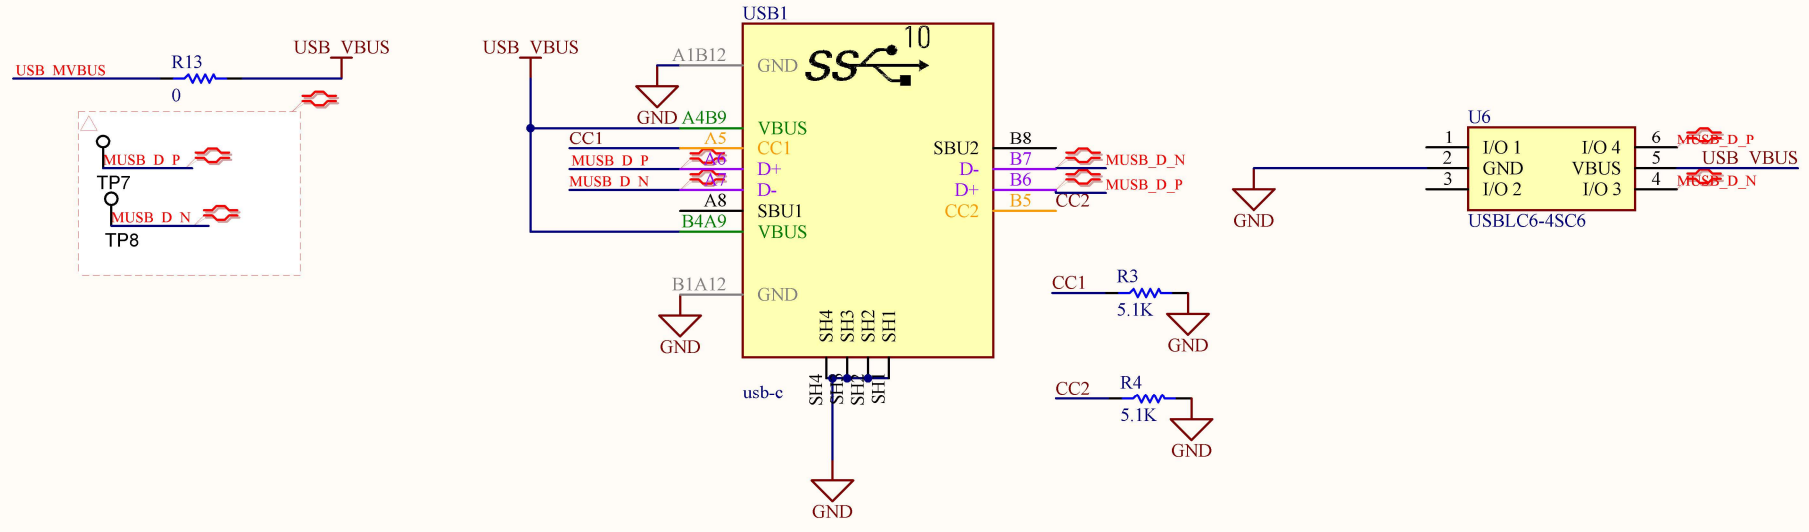 USB1
USB_MVBUS
R13
0
USB_VBUS
MUSB_D_P
TP7
MUSB_D_N
TP8
USB_VBUS
A1B12
GND
SS
10
GND
A4B9
VBUS
CC1
A5
CC1
MUSB_D_P
A6
D+
MUSB_D_N
A7
D-
A8
SBU1
B4A9
VBUS
B1A12
GND
GND
SBU2
B8
D-
B7
MUSB_D_N
D+
B6
MUSB_D_P
CC2
B5
CC2
SH4
SH3
SH2
SH1
SH4
SH3
SH2
SH1
usb-c
GND
CC1
R3
5.1K
GND
CC2
R4
5.1K
GND
U6
1
I/O 1
I/O 4
6
MUSB_D_P
2
GND
VBUS
5
USB_VBUS
3
I/O 2
I/O 3
4
MUSB_D_N
USBLC6-4SC6
GND